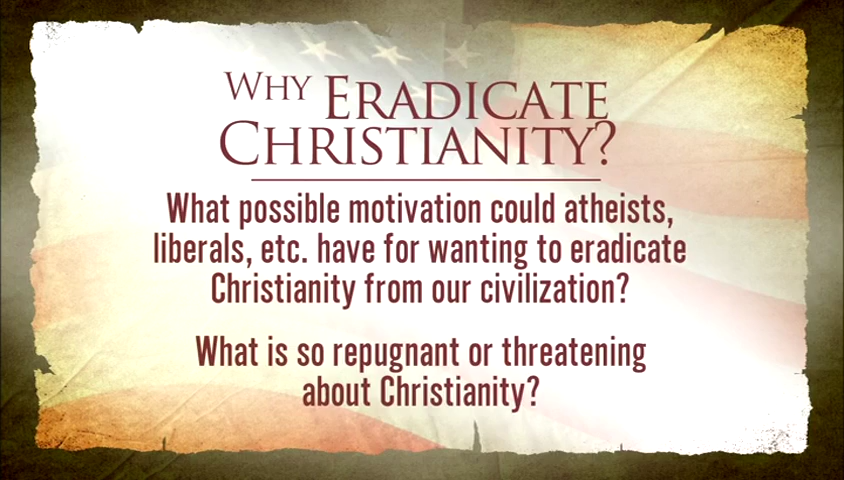 Why Eradicate
Christianity?
What possible motivation could atheists,
liberals, etc. have for wanting to eradicate
Christianity from our civilization?
What is so repugnant or threatening
about Christianity?